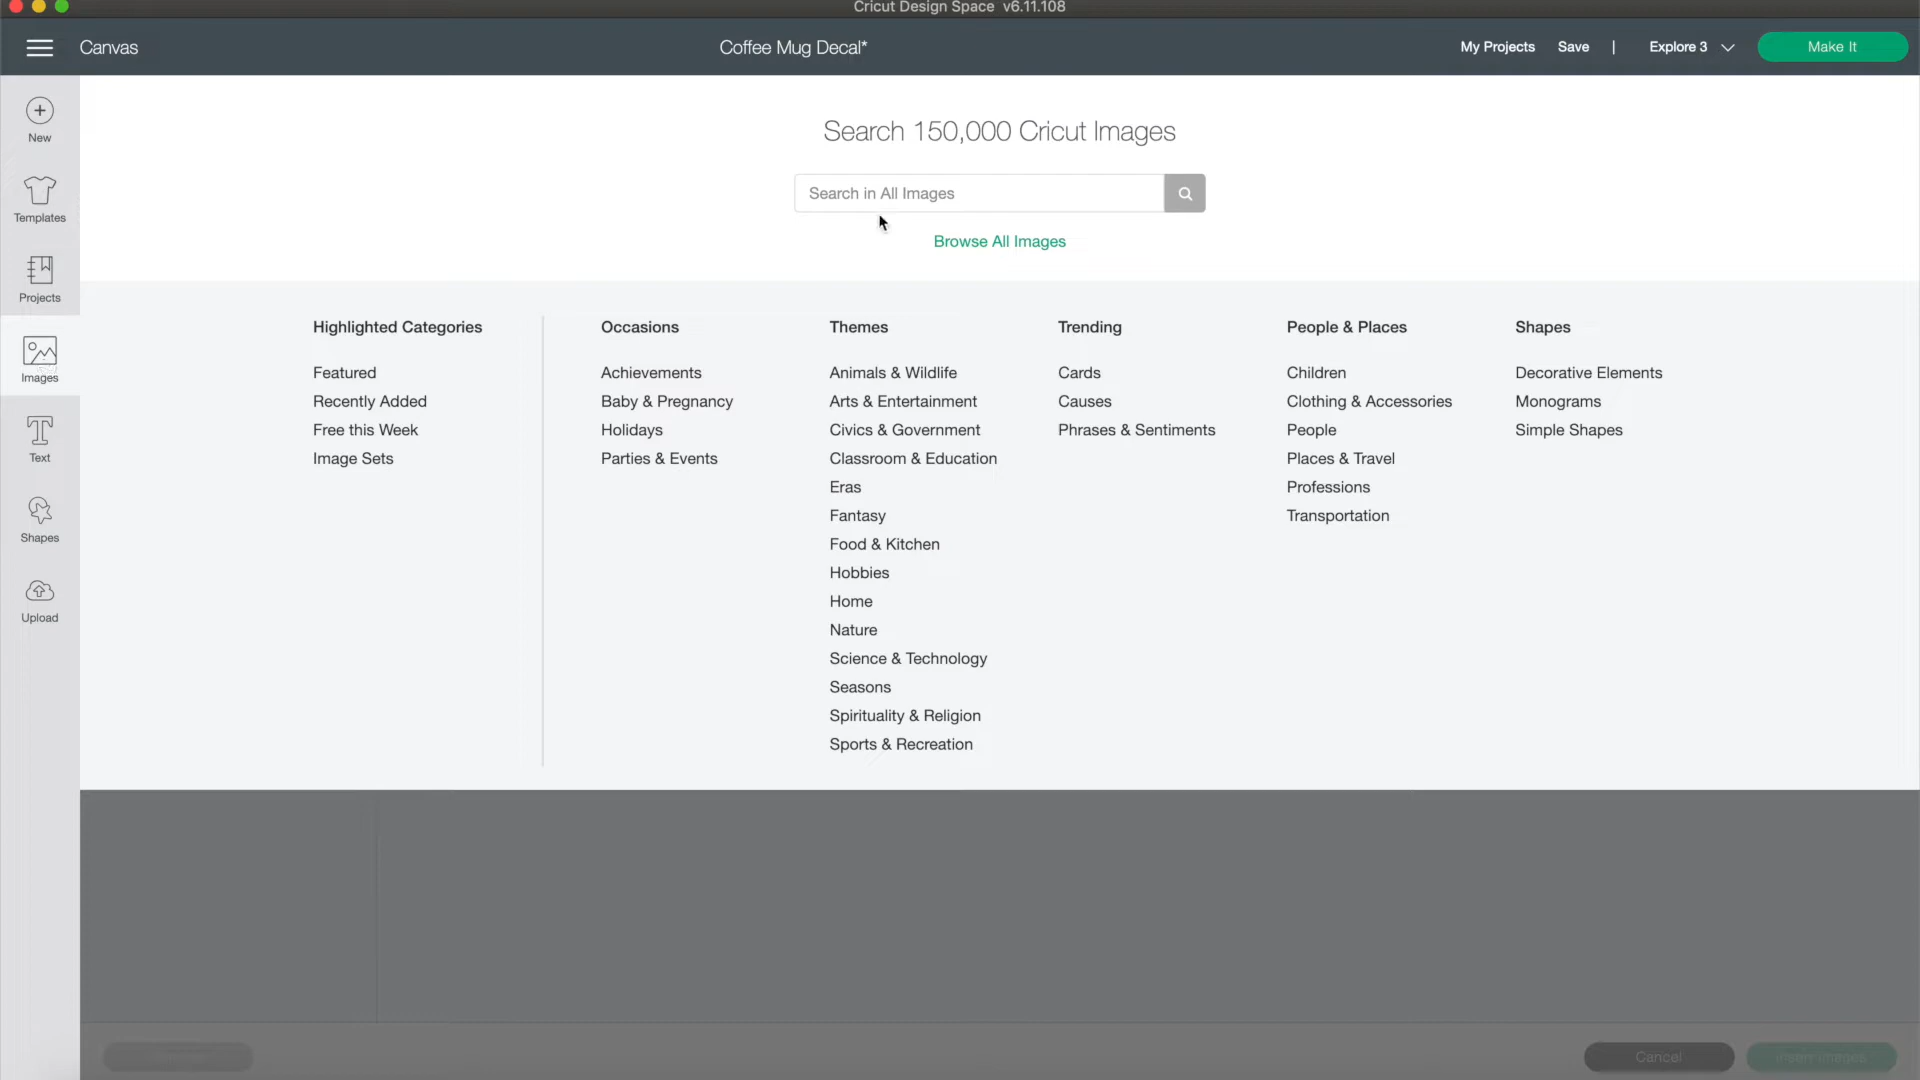 Cricut Design Space v6.11.108
Canvas
Coffee Mug Decal*
My Projects Save | Explore 3 Make It
New
Templates
Projects
Images
Text
Shapes
Upload
Search 150,000 Cricut Images
Search in All Images
Browse All Images
Highlighted Categories
Featured
Recently Added
Free this Week
Image Sets
Occasions
Achievements
Baby & Pregnancy
Holidays
Parties & Events
Themes
Animals & Wildlife
Arts & Entertainment
Civics & Government
Classroom & Education
Eras
Fantasy
Food & Kitchen
Hobbies
Home
Nature
Science & Technology
Seasons
Spirituality & Religion
Sports & Recreation
Trending
Cards
Causes
Phrases & Sentiments
People & Places
Children
Clothing & Accessories
People
Places & Travel
Professions
Transportation
Shapes
Decorative Elements
Monograms
Simple Shapes
Cancel
Insert Images